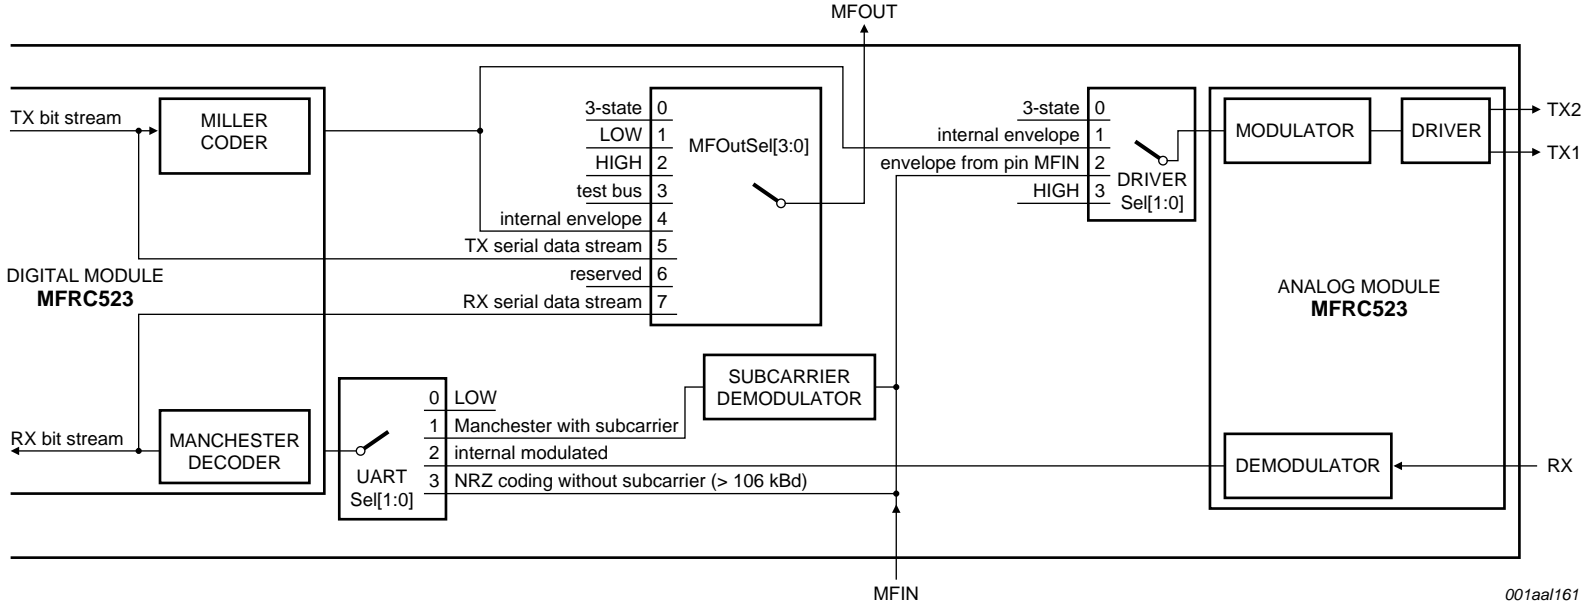 MFOUT
TX bit stream
MILLER
CODER
3-state 0
LOW 1
HIGH 2
test bus 3
internal envelope 4
TX serial data stream 5
reserved 6
RX serial data stream 7
MFOutSel[3:0]
3-state 0
internal envelope 1
envelope from pin MFIN 2
HIGH 3
DRIVER
Sel[1:0]
MODULATOR
DRIVER
TX2
TX1
DIGITAL MODULE
MFRC523
ANALOG MODULE
MFRC523
SUBCARRIER
DEMODULATOR
RX bit stream
MANCHESTER
DECODER
UART
Sel[1:0]
0 LOW
1 Manchester with subcarrier
2 internal modulated
3 NRZ coding without subcarrier (> 106 kBd)
DEMODULATOR
RX
MFIN
001aal161